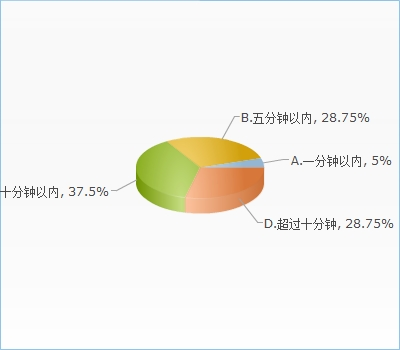 B.五分钟以内, 28.75%
A.一分钟以内, 5%
十分钟以内, 37.5%
D.超过十分钟, 28.75%